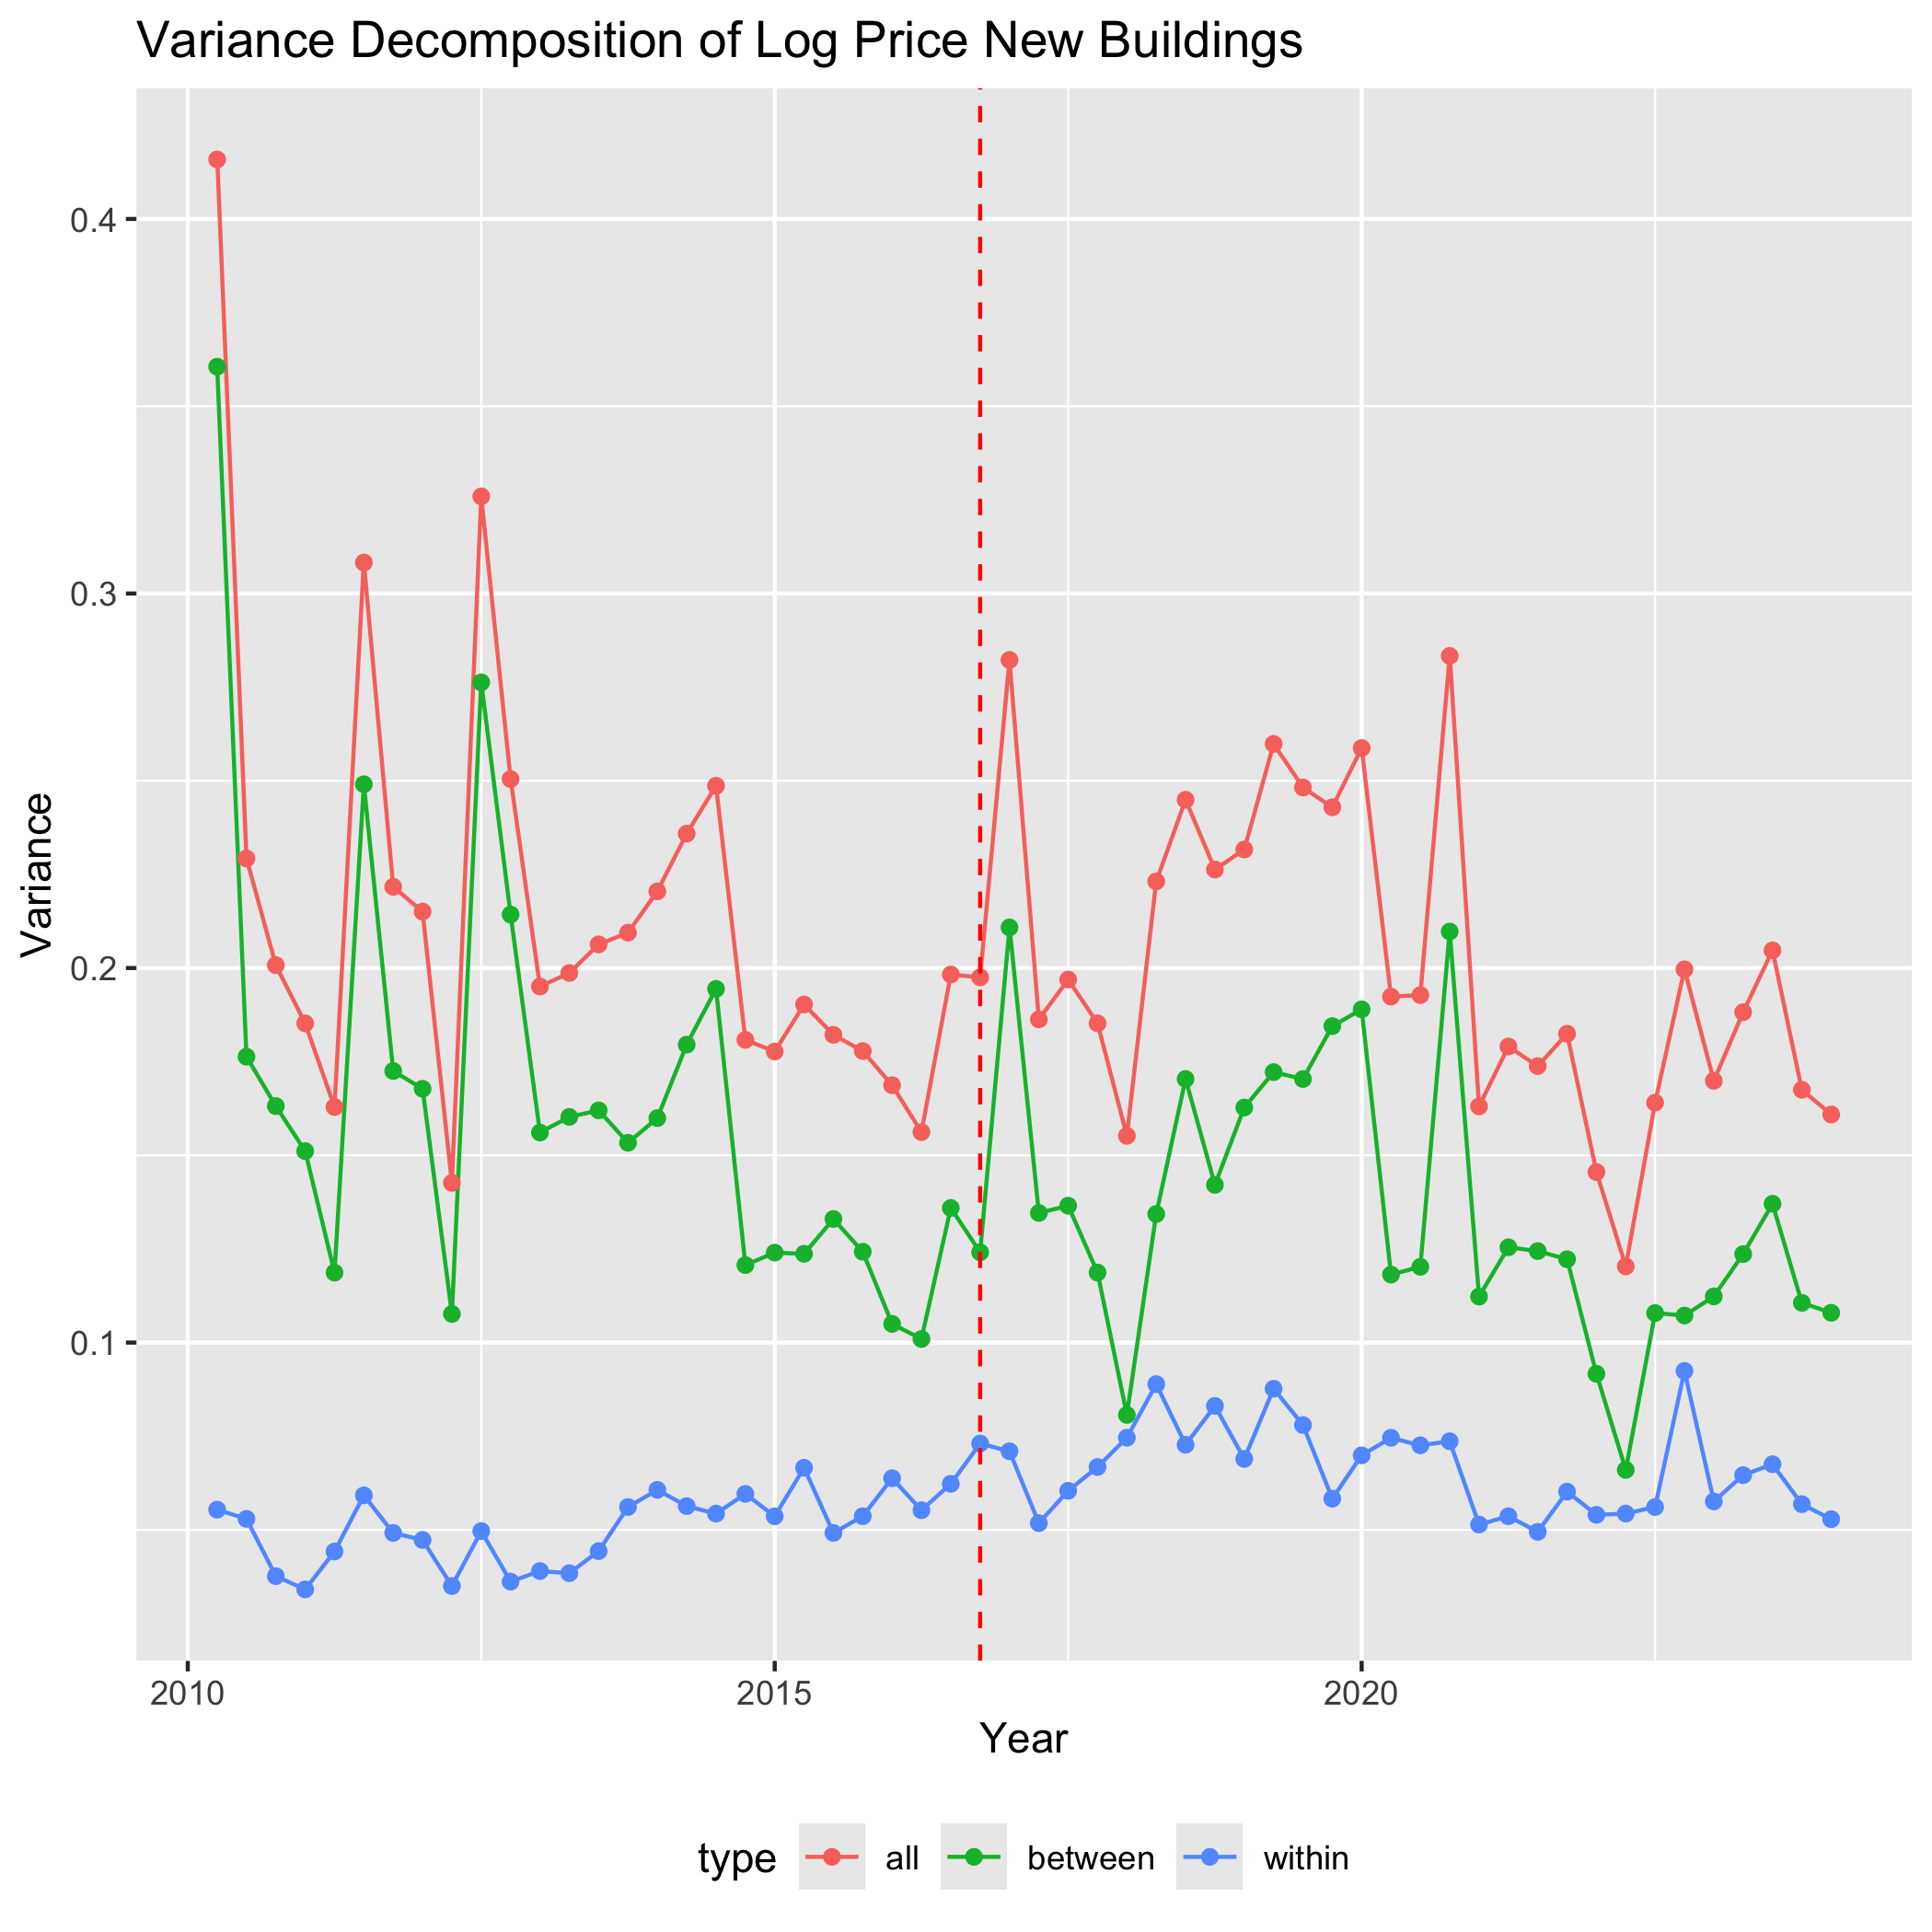 Variance Decomposition of Log Price New Buildings
Variance
0.4
0.3
0.2
0.1
2010 2015 2020
Year
type all between within